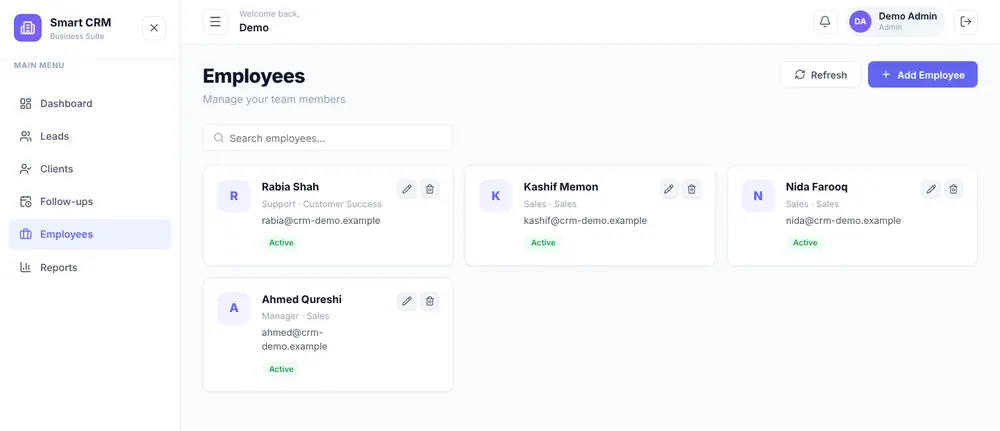 Smart CRM
Business Suite
MAIN MENU
Dashboard
Leads
Clients
Follow-ups
Employees
Reports
Welcome back,
Demo
DA
Demo Admin
Admin
Employees
Manage your team members
Refresh
+ Add Employee
Search employees...
R
Rabia Shah
Support · Customer Success
rabia@crm-demo.example
Active
K
Kashif Memon
Sales · Sales
kashif@crm-demo.example
Active
N
Nida Farooq
Sales · Sales
nida@crm-demo.example
Active
A
Ahmed Qureshi
Manager · Sales
ahmed@crm-
demo.example
Active